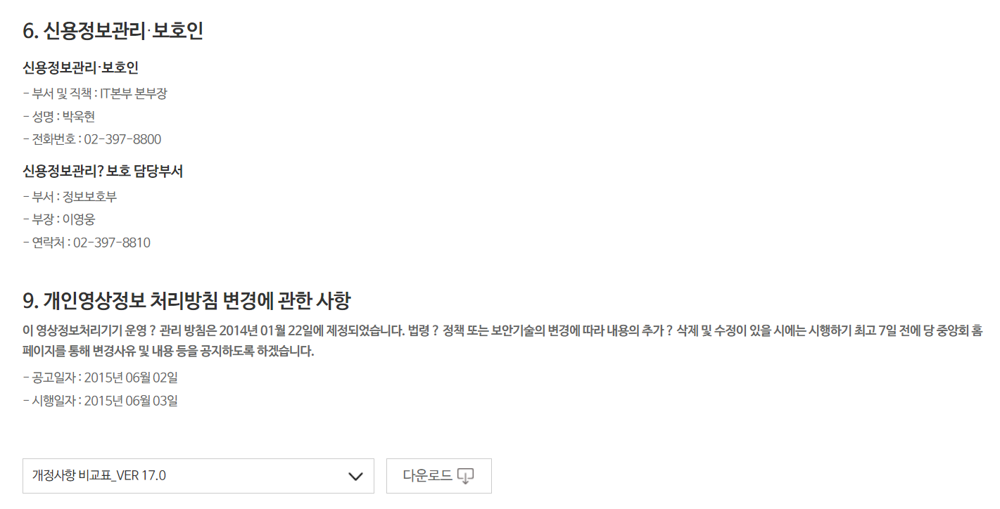 6. 신용정보관리·보호인
신용정보관리·보호인
- 부서 및 직책 : IT본부 본부장
- 성명 : 박욱현
- 전화번호 : 02-397-8800
신용정보관리? 보호 담당부서
- 부서 : 정보보호부
- 부장 : 이영웅
- 연락처 : 02-397-8810
9. 개인영상정보 처리방침 변경에 관한 사항
이 영상정보처리기기 운영 ? 관리 방침은 2014년 01월 22일에 제정되었습니다. 법령 ? 정책 또는 보안기술의 변경에 따라 내용의 추가 ? 삭제 및 수정이 있을 시에는 시행하기 최고 7일 전에 당 중앙회 홈
페이지를 통해 변경사유 및 내용 등을 공지하도록 하겠습니다.
- 공고일자 : 2015년 06월 02일
- 시행일자 : 2015년 06월 03일
개정사항 비교표_VER 17.0
다운로드